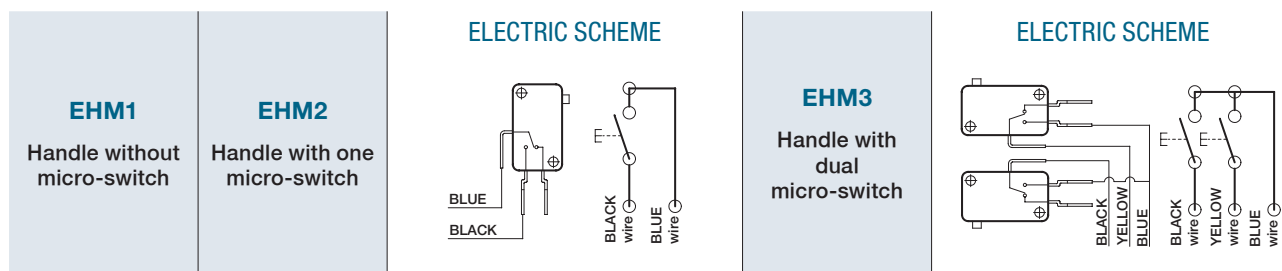 EHM1
Handle without
micro-switch
EHM2
Handle with one
micro-switch
ELECTRIC SCHEME
BLUE
BLACK
BLACK
wire
BLUE
wire
EHM3
Handle with
dual
micro-switch
ELECTRIC SCHEME
BLACK
YELLOW
BLUE
BLACK
wire
YELLOW
wire
BLUE
wire